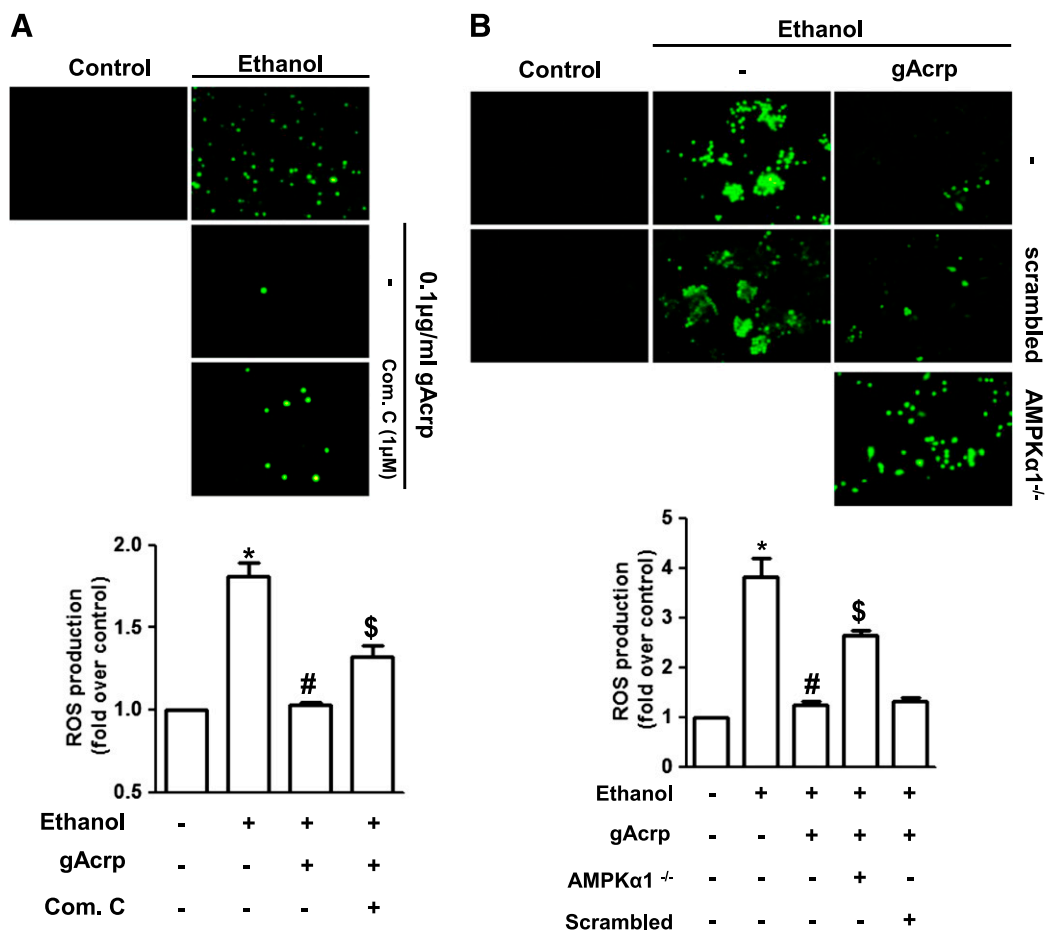 A
Control
Ethanol
-
Com. C (1µM)
0.1µg/ml gAcrp
2.0
1.5
1.0
0.5
ROS production
(fold over control)
*
#
$
Ethanol - + + +
gAcrp - - + +
Com. C - - - +
B
Ethanol
Control - gAcrp
-
scrambled
AMPKα1-/-
5
4
3
2
1
0
ROS production
(fold over control)
*
#
$
Ethanol - + + + +
gAcrp - - + + +
AMPKα1 -/- - - - + -
Scrambled - - - - +